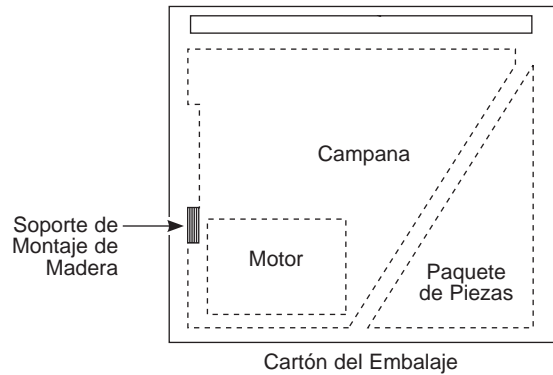 Campana
Soporte de
Montaje de
Madera
Motor
Paquete
de Piezas
Cartón del Embalaje